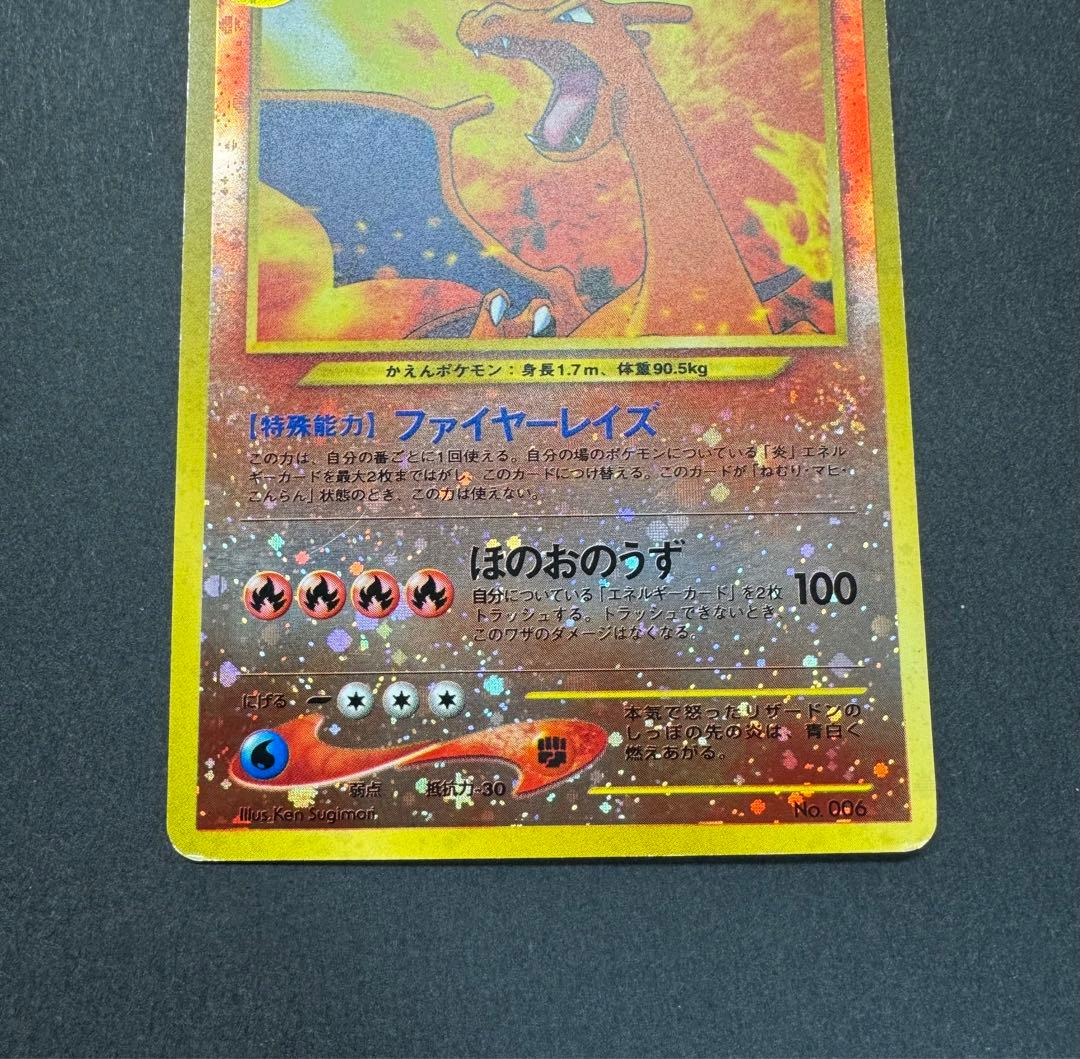 かえんポケモン：身長1.7m、体重90.5kg
【特殊能力】 ファイヤーレイズ
この力は、自分の番ごとに1回使える。自分の場のポケモンについている「炎」エネル
ギーカードを最大2枚まではがし、このカードにつけ替える。このカードが「ねむり・マヒ・
こんらん」状態のとき、この力は使えない。
ほのおのうず
100
自分についている「エネルギーカード」を2枚
トラッシュする。トラッシュできないとき、
このワザのダメージはなくなる。
にげる
本気で怒ったリザードンの
しっぽの先の炎は、青白く
燃えあがる。
弱点 抵抗力-30
Illus. Ken Sugimori
No. 006